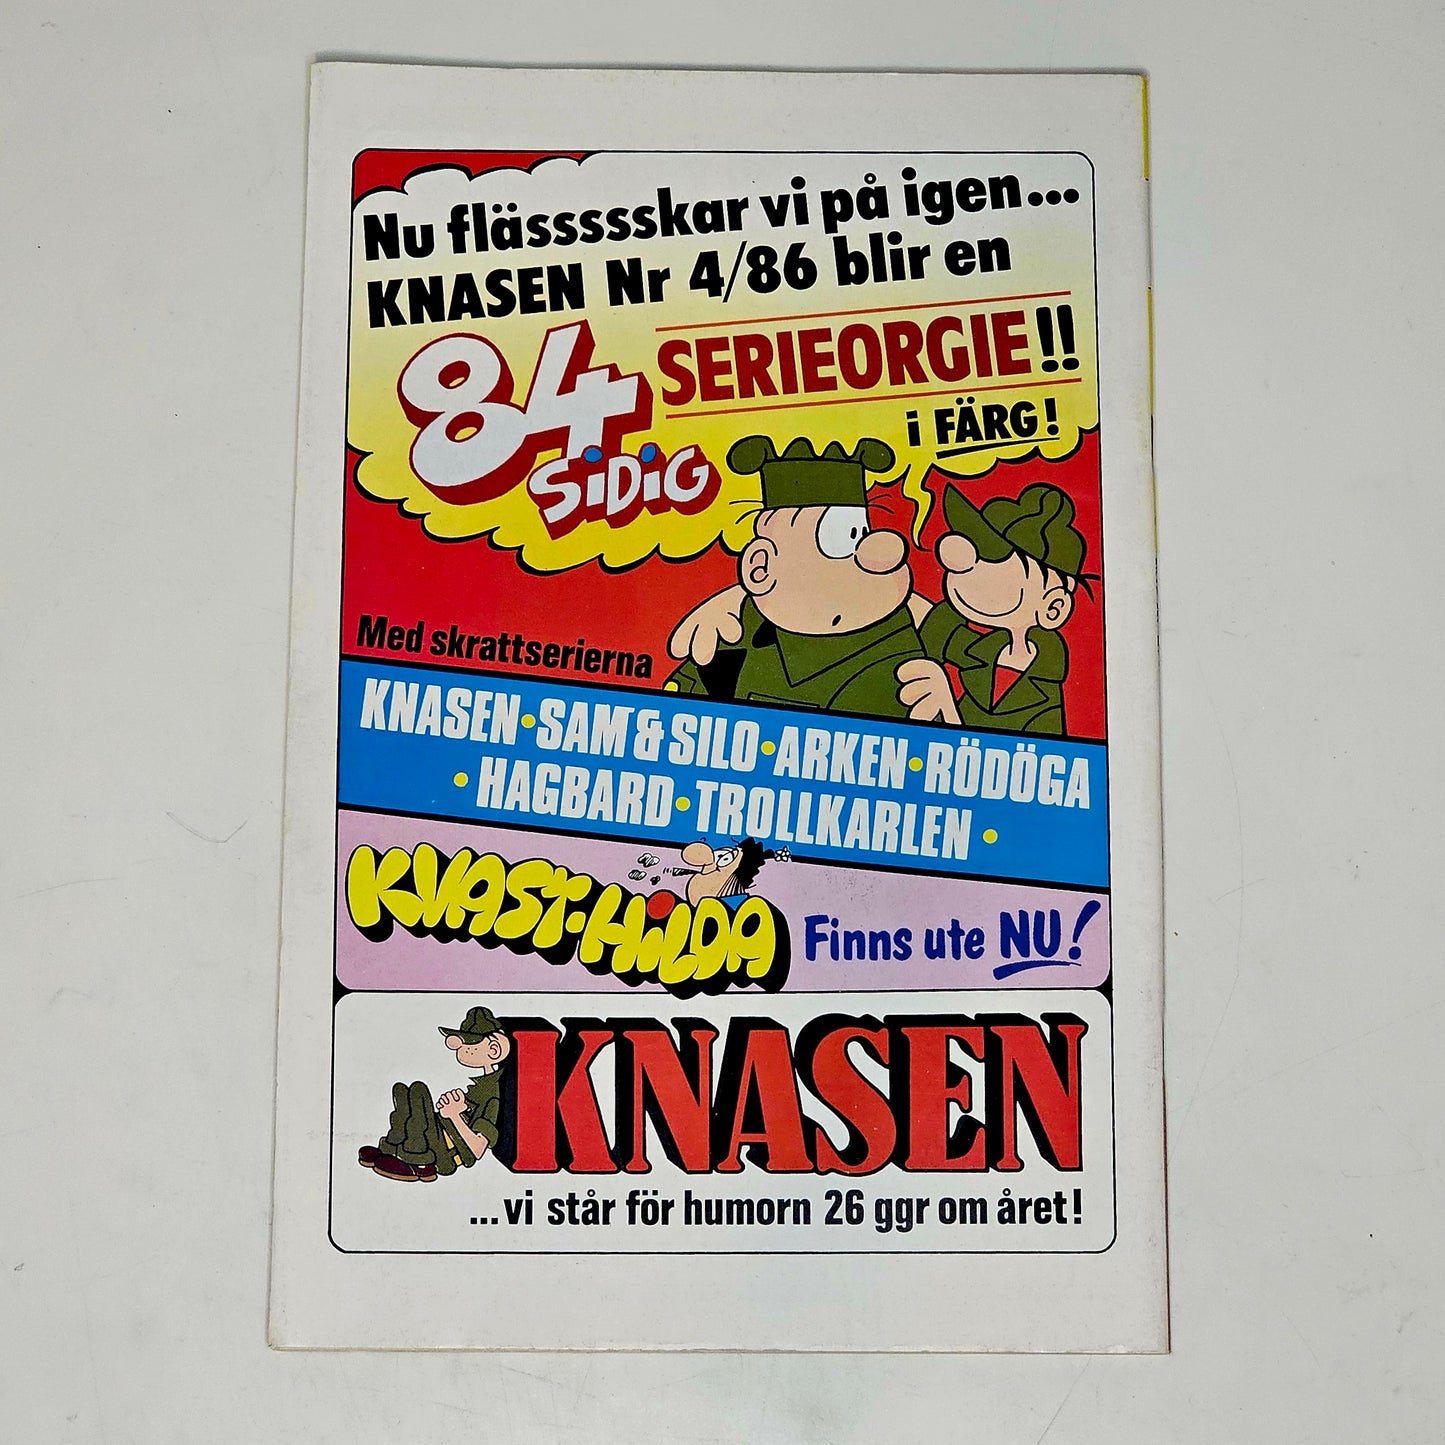 Nu flässsssskar vi på igen...
KNASEN Nr 4/86 blir en
84 SiDiG SERIEORGIE!!
i FÄRG!
Med skrattserierna
KNASEN•SAM & SILO•ARKEN•RÖDÖGA
•HAGBARD•TROLLKARLEN•
KVAST-HiLDA Finns ute NU!
KNASEN
...vi står för humorn 26 ggr om året!